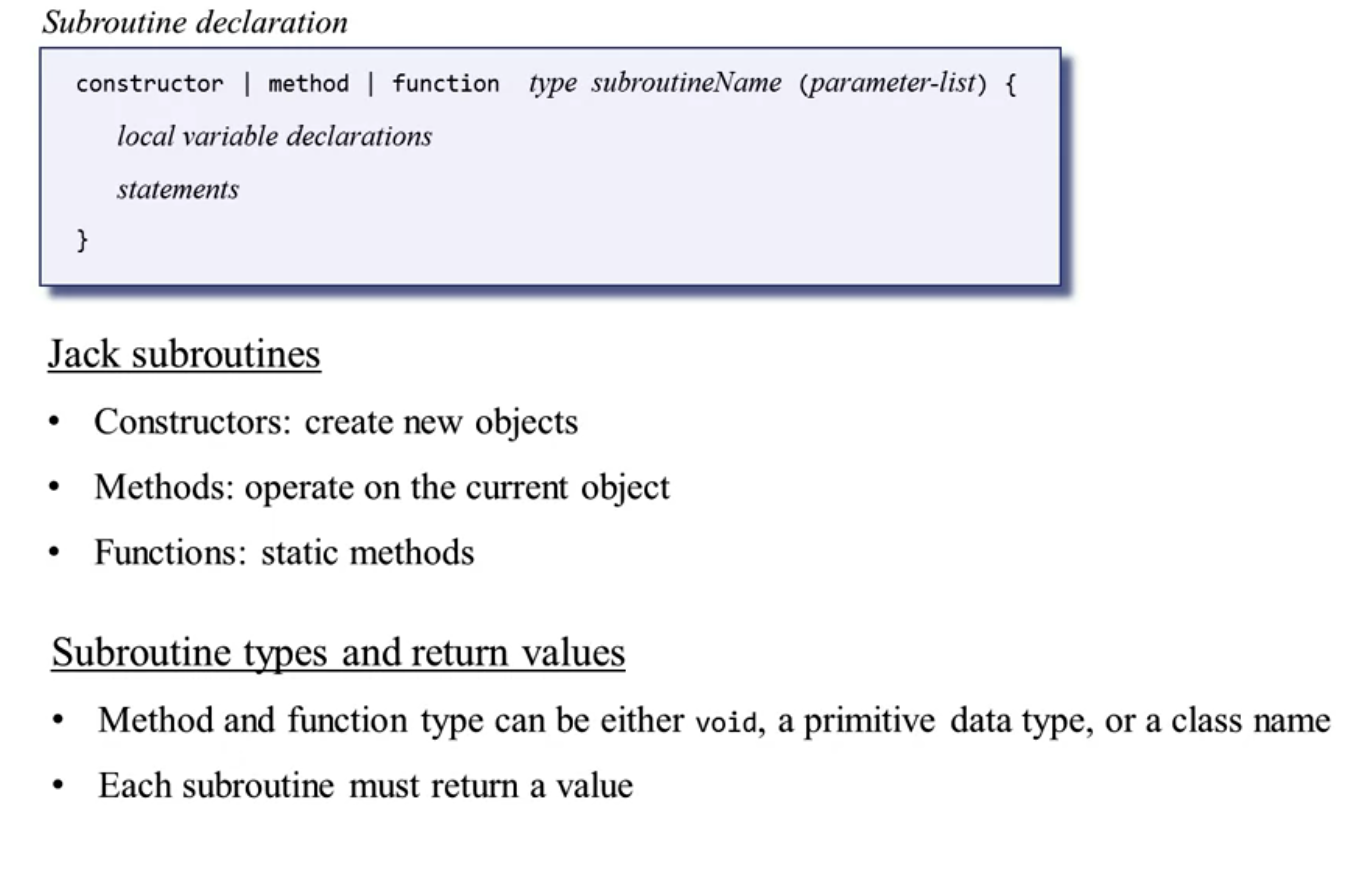 Subroutine declaration
constructor | method | function type subroutineName (parameter-list) {
local variable declarations
statements
}
Jack subroutines
• Constructors: create new objects
• Methods: operate on the current object
• Functions: static methods
Subroutine types and return values
• Method and function type can be either void, a primitive data type, or a class name
• Each subroutine must return a value